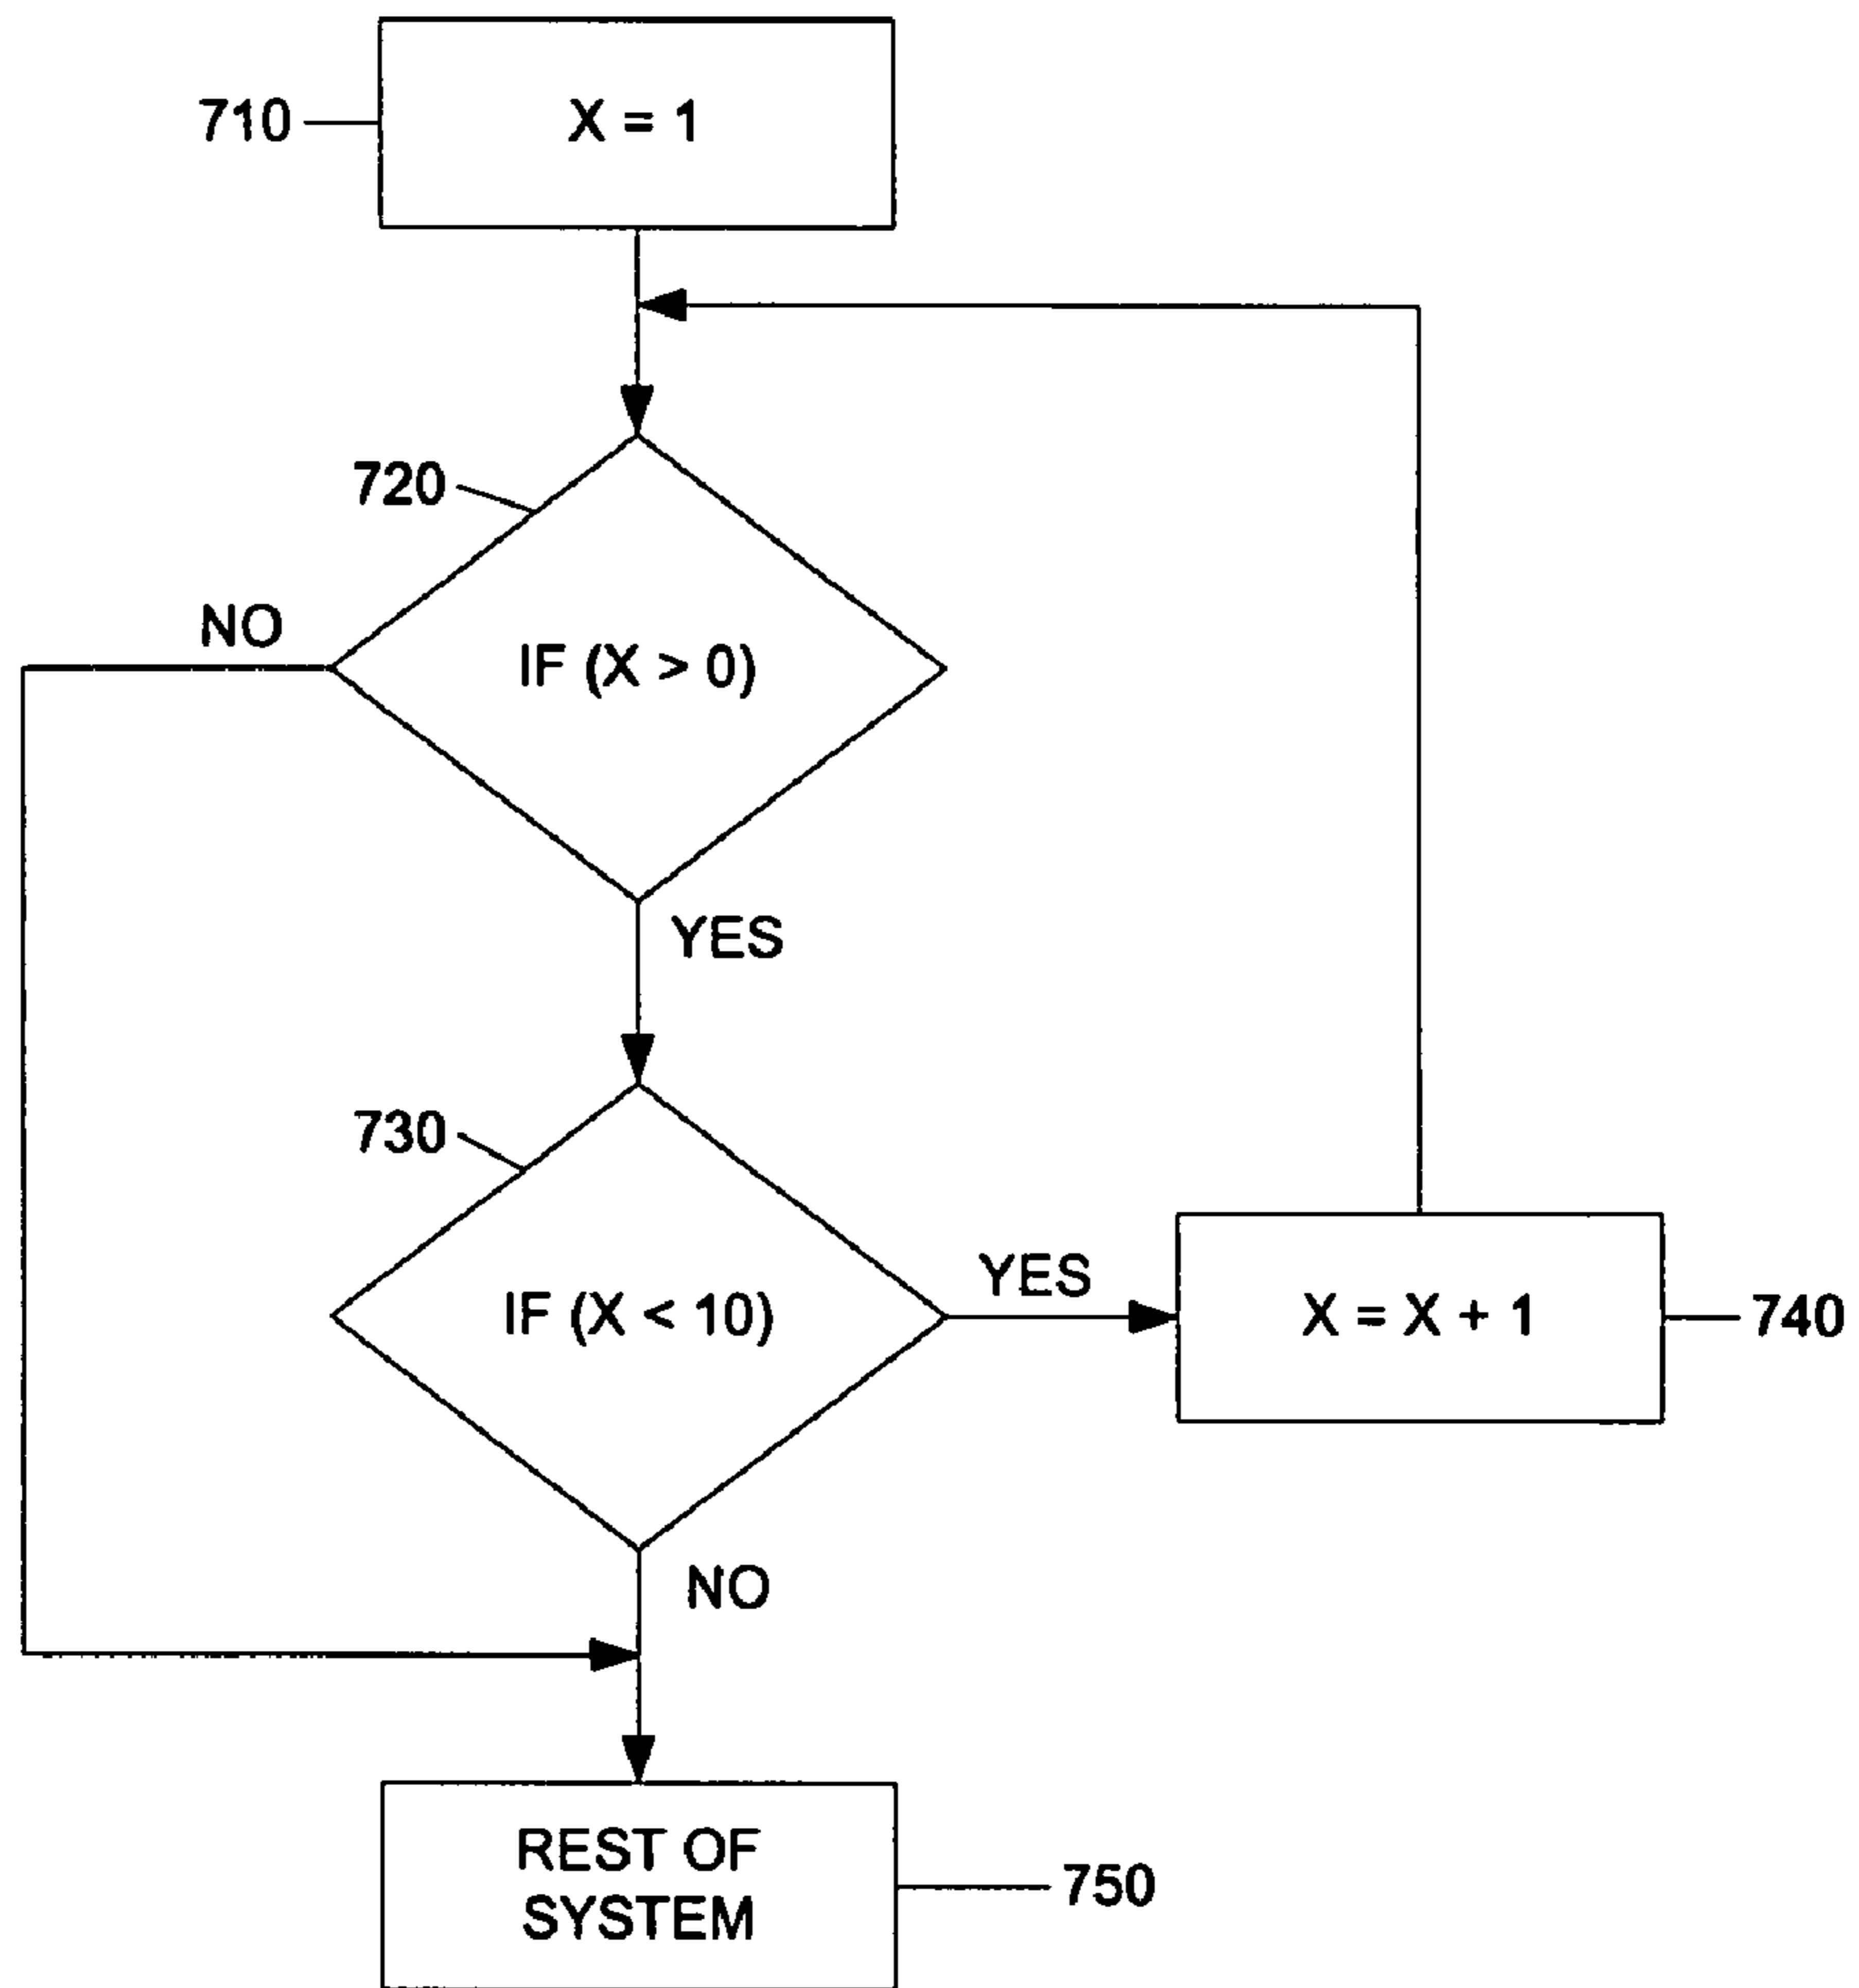 710
X = 1
720
NO
IF (X > 0)
YES
730
YES
IF (X < 10)
X = X + 1
740
NO
REST OF
SYSTEM
750